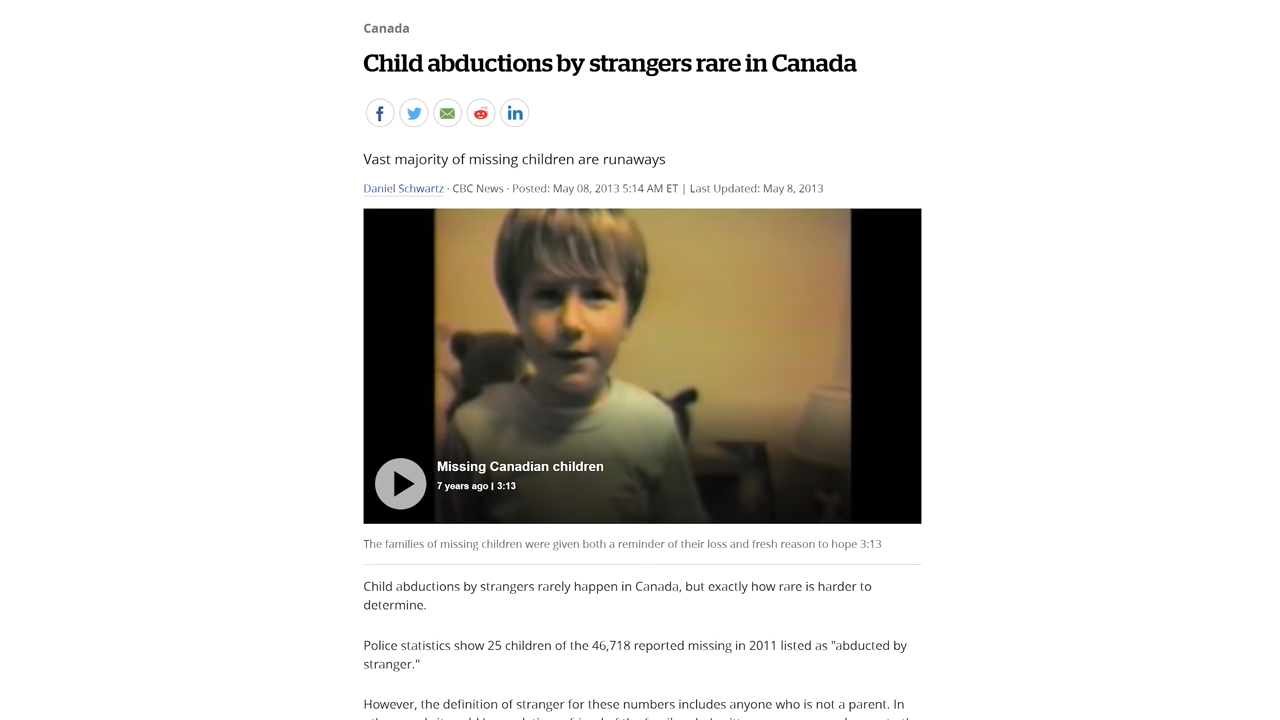 Canada
Child abductions by strangers rare in Canada
Vast majority of missing children are runaways
Daniel Schwartz · CBC News · Posted: May 08, 2013 5:14 AM ET | Last Updated: May 8, 2013
Missing Canadian children
7 years ago | 3:13
The families of missing children were given both a reminder of their loss and fresh reason to hope 3:13
Child abductions by strangers rarely happen in Canada, but exactly how rare is harder to
determine.
Police statistics show 25 children of the 46,718 reported missing in 2011 listed as "abducted by
stranger."
However, the definition of stranger for these numbers includes anyone who is not a parent. In